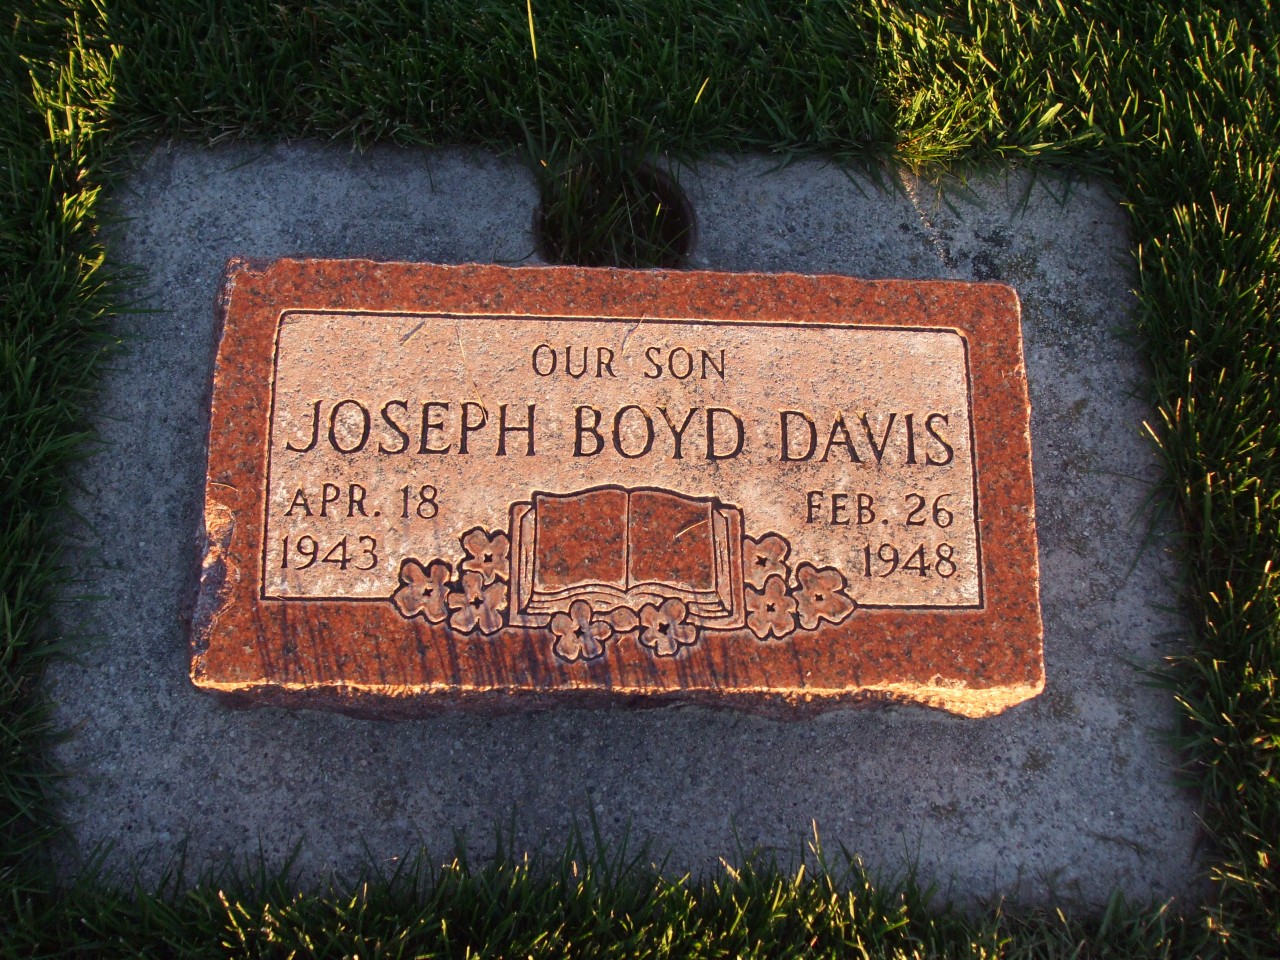 OUR SON
JOSEPH BOYD DAVIS
APR. 18 FEB. 26
1943 1948